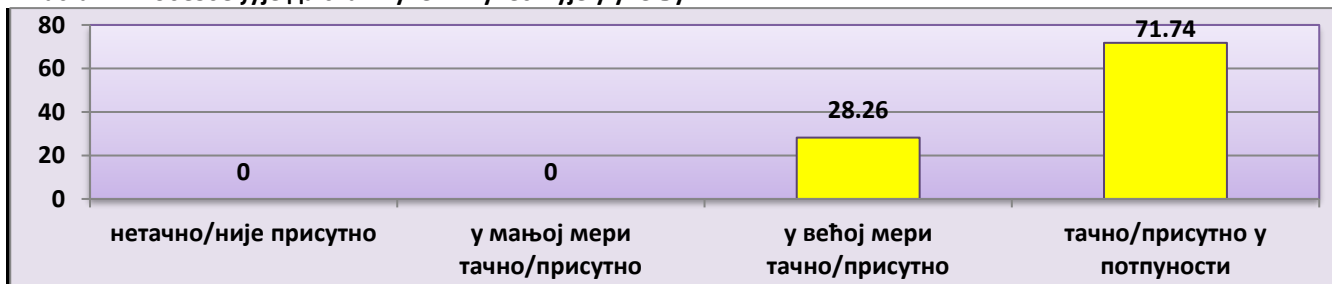 80
60
40
20
0
0
0
28.26
71.74
нетачно/није присутно
у мањој мери
тачно/присутно
у већој мери
тачно/присутно
тачно/присутно у
потпуности